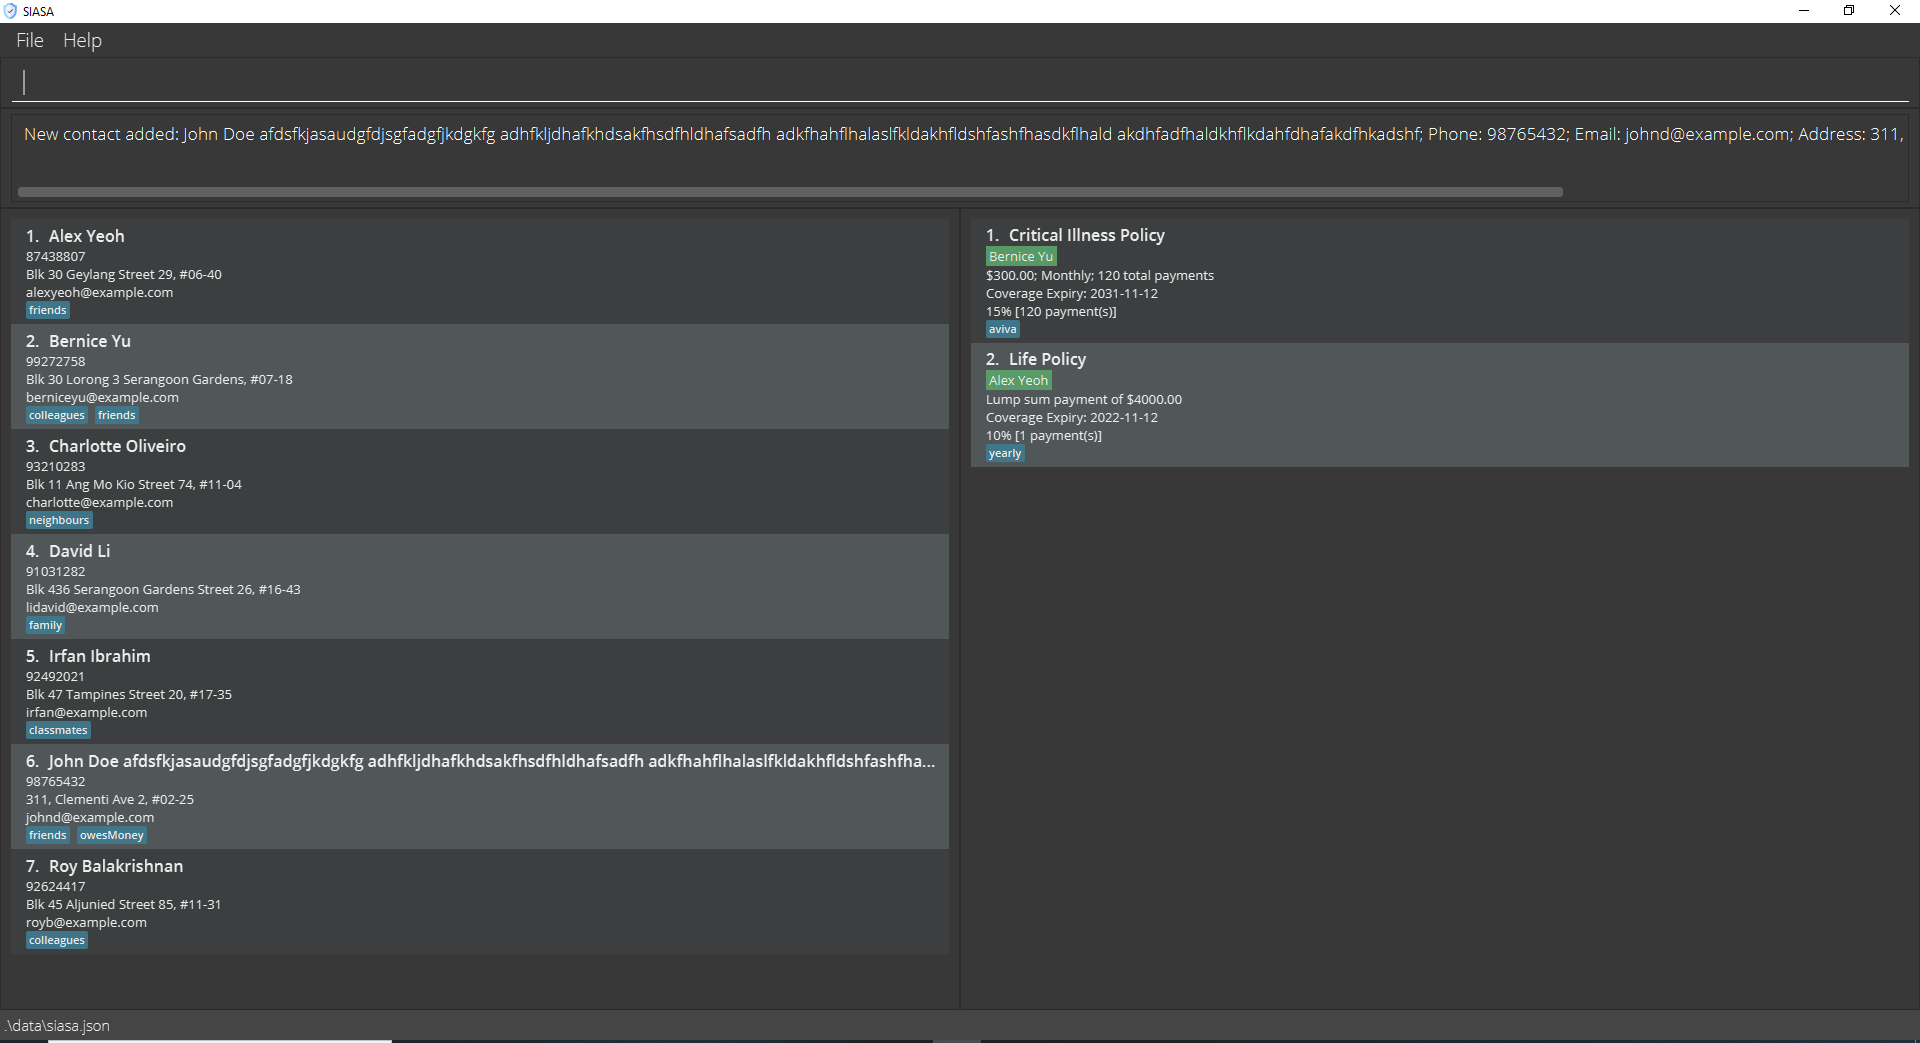 SIASA
File Help
New contact added: John Doe afdsfkjasaudgfdjsgfadgfjkdgkfg adhfkljdhafkhdsakfhsdfhldhafsadfh adkfhahflhalaslfkldakhfldshfashfhasdkflhald akdhfadfhaldkhflkdahfdhafakdfhkadshf; Phone: 98765432; Email: johnd@example.com; Address: 311,
1. Alex Yeoh
87438807
Blk 30 Geylang Street 29, #06-40
alexyeoh@example.com
friends
2. Bernice Yu
99272758
Blk 30 Lorong 3 Serangoon Gardens, #07-18
berniceyu@example.com
colleagues friends
3. Charlotte Oliveiro
93210283
Blk 11 Ang Mo Kio Street 74, #11-04
charlotte@example.com
neighbours
4. David Li
91031282
Blk 436 Serangoon Gardens Street 26, #16-43
lidavid@example.com
family
5. Irfan Ibrahim
92492021
Blk 47 Tampines Street 20, #17-35
irfan@example.com
classmates
6. John Doe afdsfkjasaudgfdjsgfadgfjkdgkfg adhfkljdhafkhdsakfhsdfhldhafsadfh adkfhahflhalaslfkldakhfldshfashfha...
98765432
311, Clementi Ave 2, #02-25
johnd@example.com
friends owesMoney
7. Roy Balakrishnan
92624417
Blk 45 Aljunied Street 85, #11-31
royb@example.com
colleagues
1. Critical Illness Policy
Bernice Yu
$300.00; Monthly; 120 total payments
Coverage Expiry: 2031-11-12
15% [120 payment(s)]
aviva
2. Life Policy
Alex Yeoh
Lump sum payment of $4000.00
Coverage Expiry: 2022-11-12
10% [1 payment(s)]
yearly
.\data\siasa.json